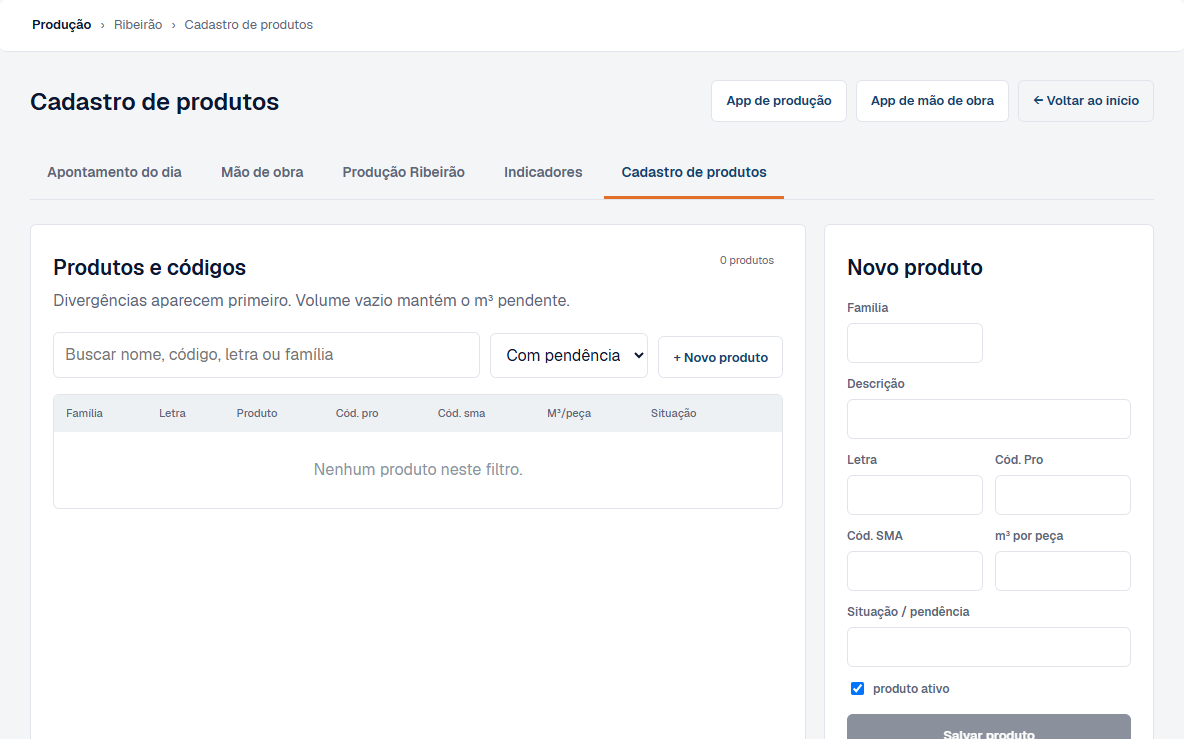 Produção › Ribeirão › Cadastro de produtos
Cadastro de produtos
App de produção
App de mão de obra
← Voltar ao início
Apontamento do dia
Mão de obra
Produção Ribeirão
Indicadores
Cadastro de produtos
Produtos e códigos
0 produtos
Divergências aparecem primeiro. Volume vazio mantém o m³ pendente.
Buscar nome, código, letra ou família
Com pendência
+ Novo produto
Família Letra Produto Cód. pro Cód. sma M³/peça Situação
Nenhum produto neste filtro.
Novo produto
Família
Descrição
Letra Cód. Pro
Cód. SMA m³ por peça
Situação / pendência
produto ativo
Salvar produto